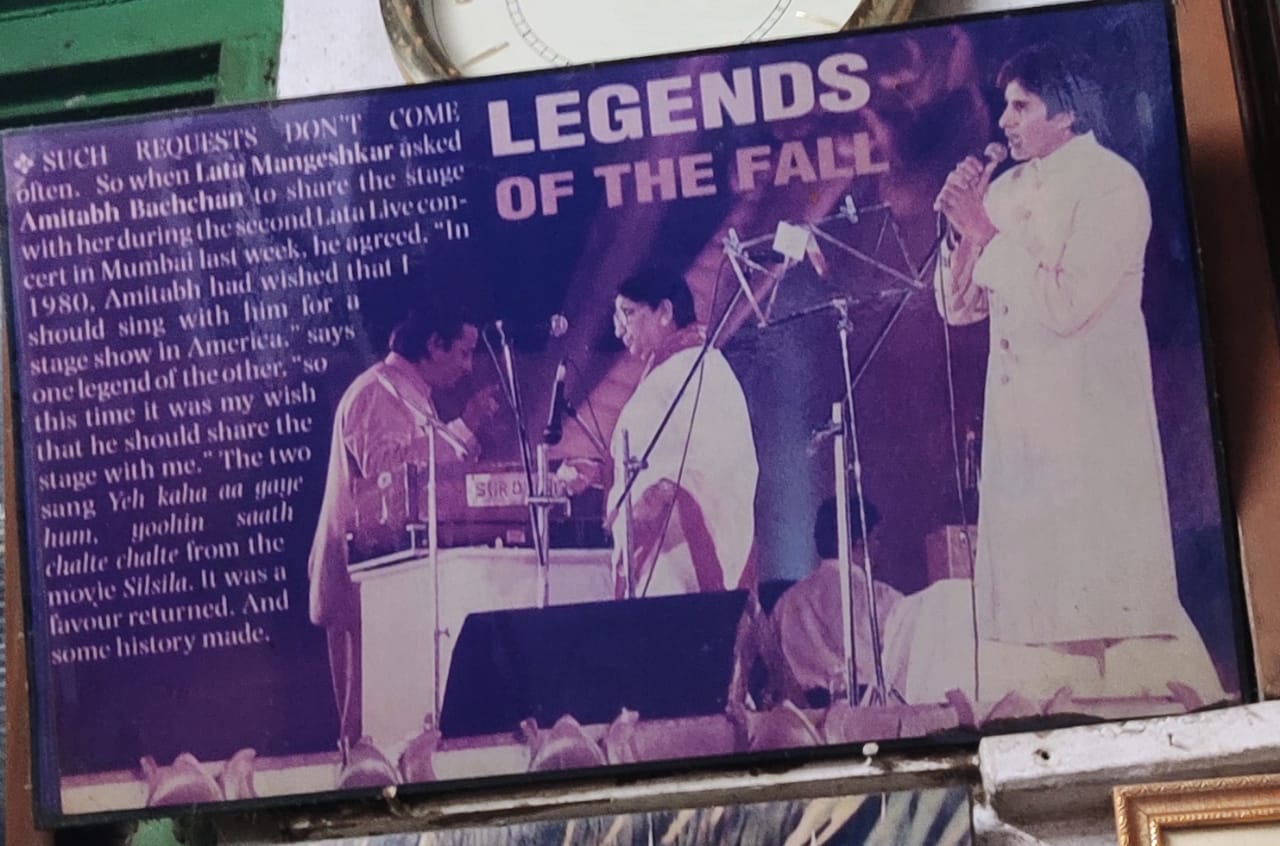 LEGENDS
OF THE FALL
❖ SUCH REQUESTS DON'T COME
often. So when Lata Mangeshkar asked
Amitabh Bachchan to share the stage
with her during the second Lata Live con-
cert in Mumbai last week, he agreed. "In
1980, Amitabh had wished that I
should sing with him for a
stage show in America," says
one legend of the other, "so
this time it was my wish
that he should share the
stage with me." The two
sang Yeh kaha aa gaye
hum, yoohin saath
chalte chalte from the
movie Silsila. It was a
favour returned. And
some history made.